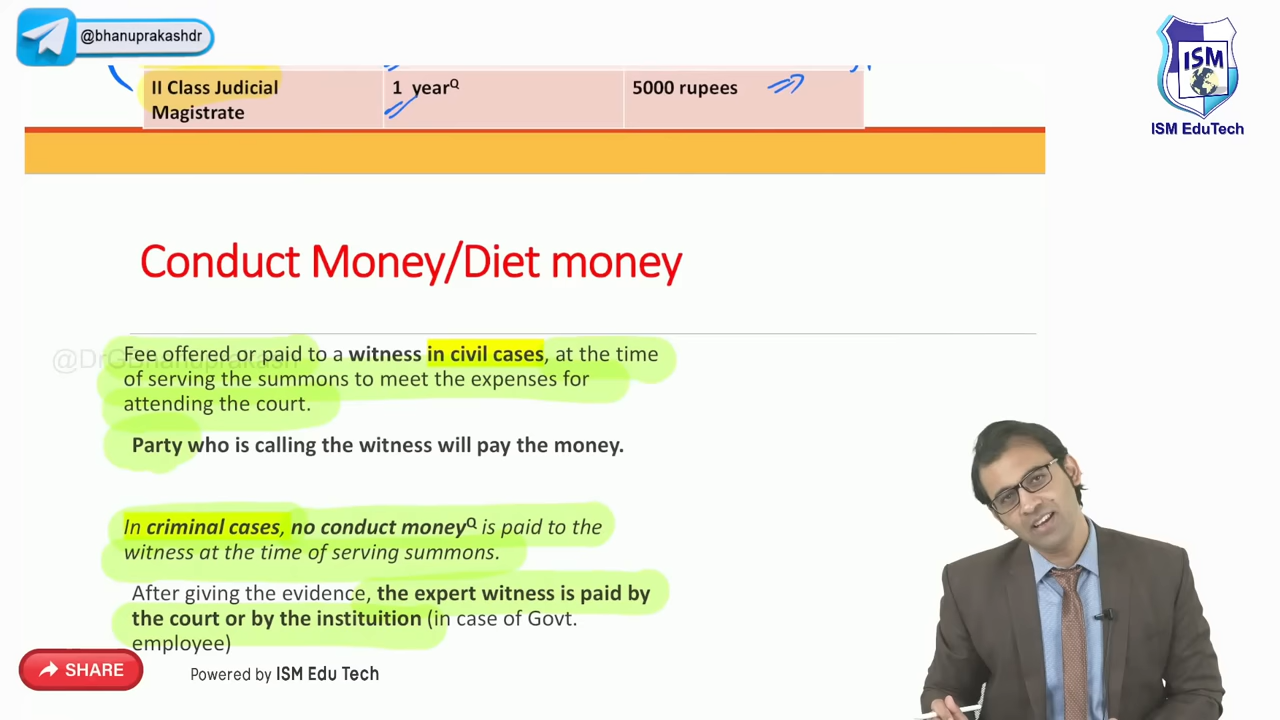 @bhanuprakashdr
ISM
ISM EduTech
II Class Judicial Magistrate
1 yearQ
5000 rupees
Conduct Money/Diet money
@DrGBhanuprakash
Fee offered or paid to a witness in civil cases, at the time
of serving the summons to meet the expenses for
attending the court.
Party who is calling the witness will pay the money.
In criminal cases, no conduct moneyQ is paid to the
witness at the time of serving summons.
After giving the evidence, the expert witness is paid by
the court or by the instituition (in case of Govt.
employee)
SHARE
Powered by ISM Edu Tech